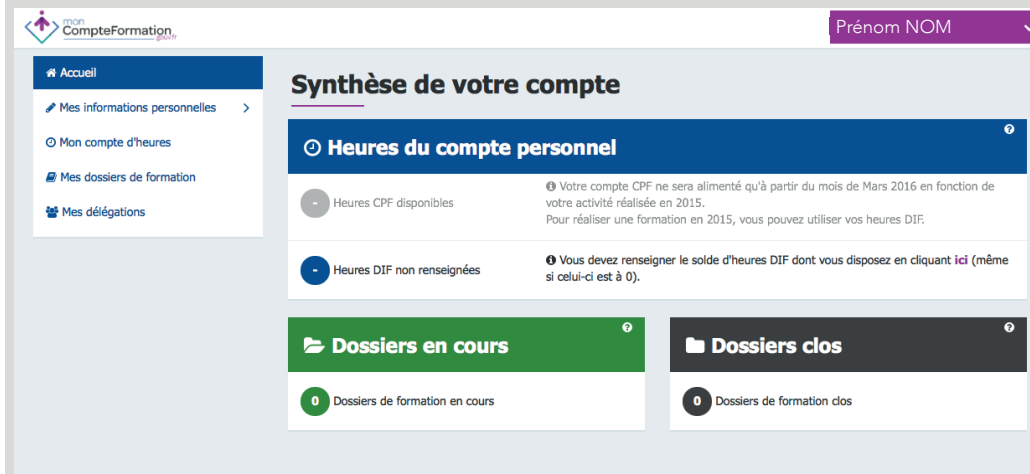 mon
CompteFormation
.gouv.fr
Prénom NOM
Accueil
Mes informations personnelles
Mon compte d'heures
Mes dossiers de formation
Mes délégations
Synthèse de votre compte
Heures du compte personnel
- Heures CPF disponibles
Votre compte CPF ne sera alimenté qu'à partir du mois de Mars 2016 en fonction de
votre activité réalisée en 2015.
Pour réaliser une formation en 2015, vous pouvez utiliser vos heures DIF.
- Heures DIF non renseignées
Vous devez renseigner le solde d'heures DIF dont vous disposez en cliquant ici (même
si celui-ci est à 0).
Dossiers en cours
0 Dossiers de formation en cours
Dossiers clos
0 Dossiers de formation clos